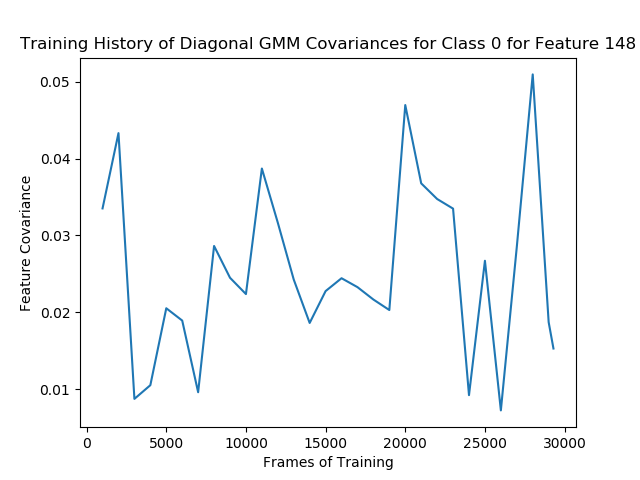 Training History of Diagonal GMM Covariances for Class 0 for Feature 148
0.05
0.04
0.03
0.02
0.01
Feature Covariance
0 5000 10000 15000 20000 25000 30000
Frames of Training